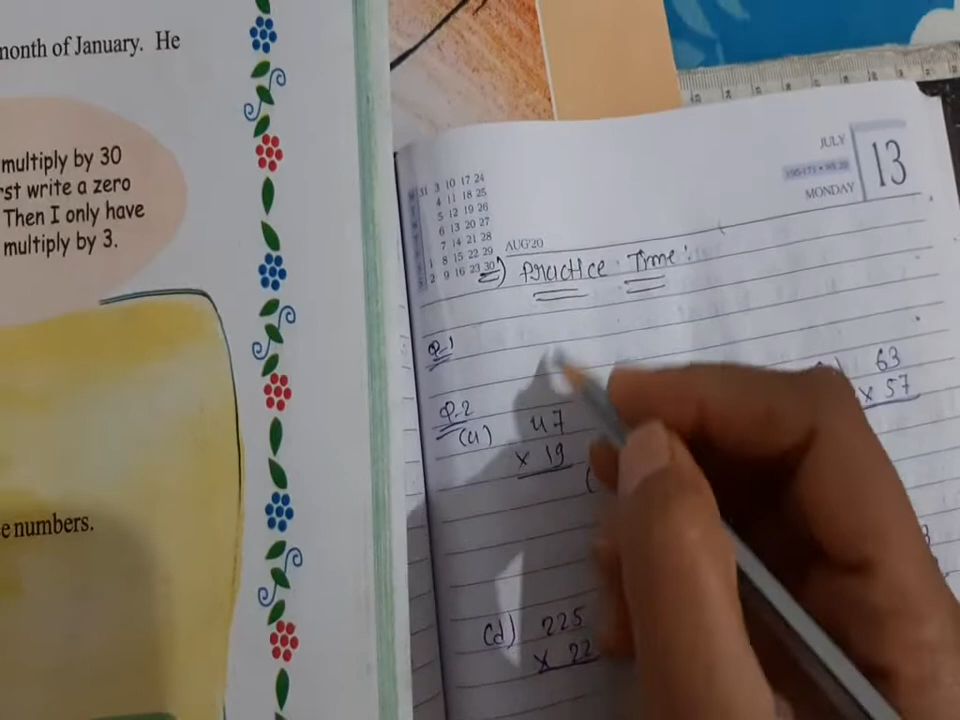 month of January. He
multiply by 30
st write a zero
Then I only have
multiply by 3.
e numbers.
JULY
13
MONDAY
31 3 10 17 24
4 11 18 25
5 12 19 26
6 13 20 27
7 14 21 28
1 8 15 22 29
2 9 16 23 30
AUG'20
Practice Time :
Q-1
Q-2
(a) 47
x 19
63
x 57
(d) 225
x 22